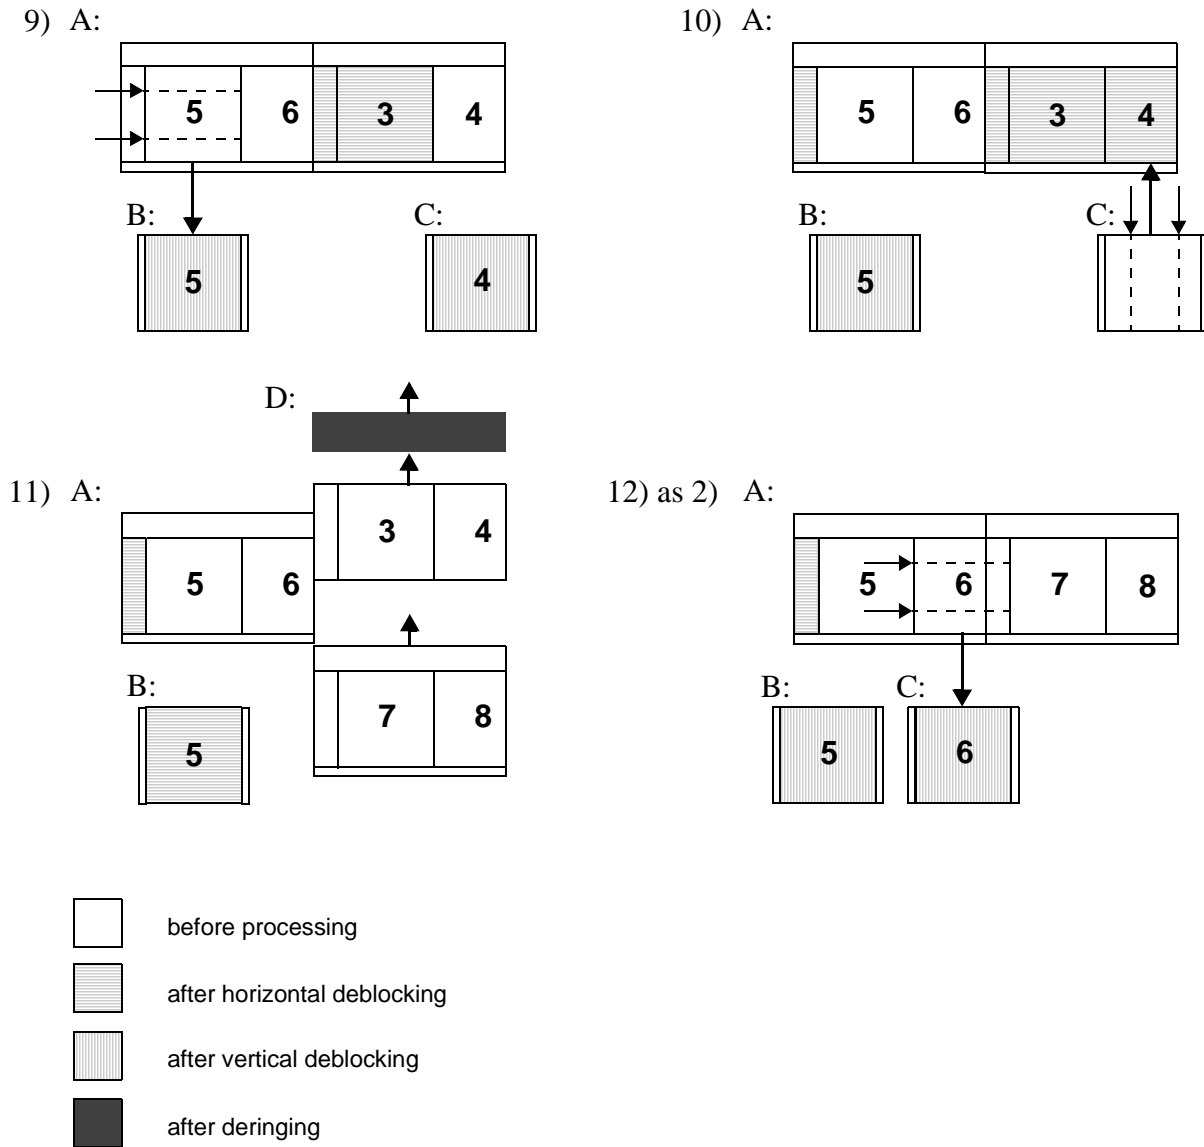 9) A:
5 6 3 4
B: C:
5 4
10) A:
5 6 3 4
B: C:
5
D:
11) A:
3 4
5 6
B:
7 8
5
12) as 2) A:
5 6 7 8
B: C:
5 6
before processing
after horizontal deblocking
after vertical deblocking
after deringing